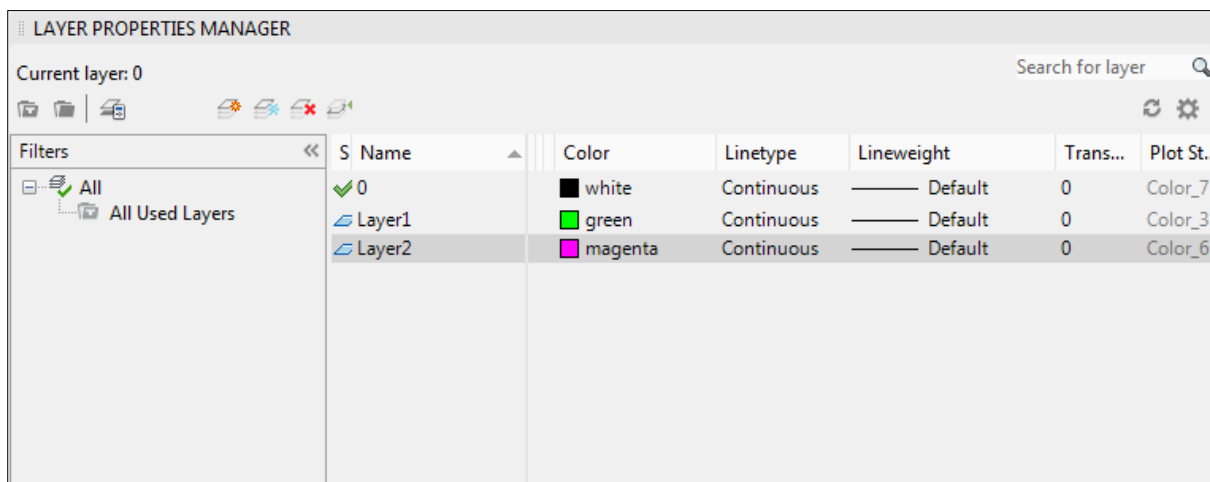 LAYER PROPERTIES MANAGER
Current layer: 0
Search for layer
Filters
S Name Color Linetype Lineweight Trans... Plot St..
All
All Used Layers
0 white Continuous Default 0 Color_7
Layer1 green Continuous Default 0 Color_3
Layer2 magenta Continuous Default 0 Color_6